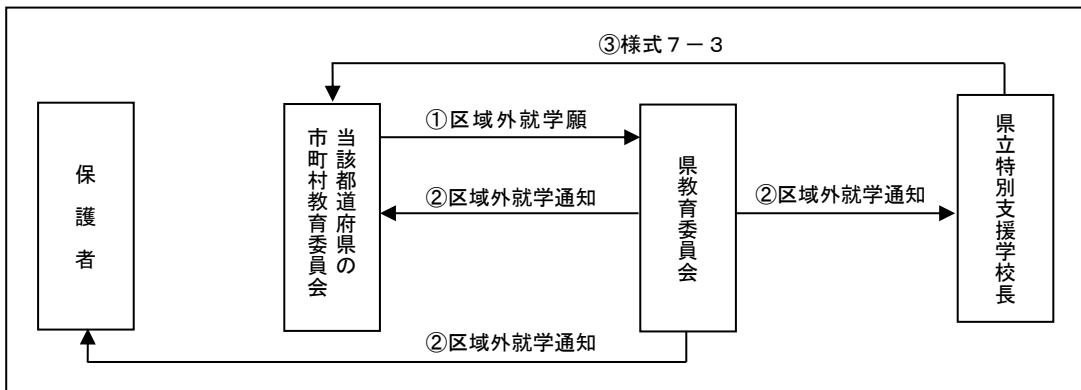 ③様式７－３
保護者
当該都道府県の
市町村教育委員会
①区域外就学願
②区域外就学通知
県教育委員会
②区域外就学通知
県立特別支援学校長
②区域外就学通知